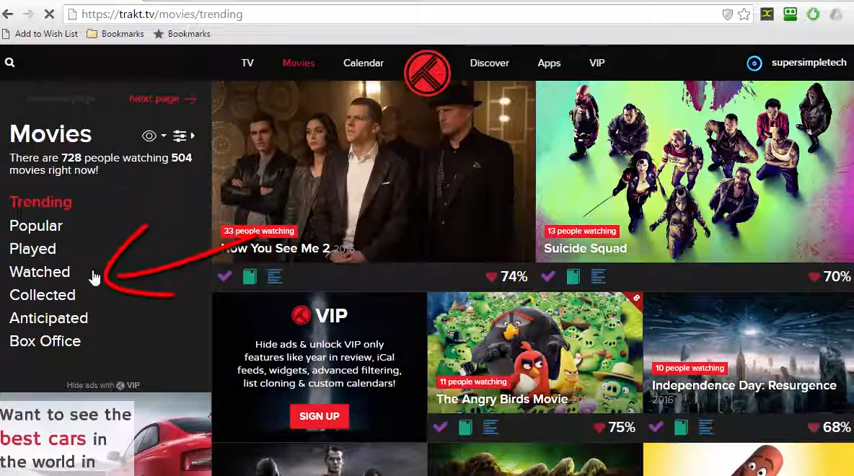 https://trakt.tv/movies/trending
Add to Wish List
Bookmarks
Bookmarks
TV
Movies
Calendar
Discover
Apps
VIP
supersimpletech
Previous page
Next page →
Movies
There are 728 people watching 504
movies right now!
Trending
Popular
Played
Watched
Collected
Anticipated
Box Office
Hide ads with VIP
Want to see the
best cars in
the world in
33 people watching
Now You See Me 2 2016
74%
13 people watching
Suicide Squad
70%
VIP
Hide ads & unlock VIP only
features like year in review, iCal
feeds, widgets, advanced filtering,
list cloning & custom calendars!
SIGN UP
8
11 people watching
The Angry Birds Movie 2016
75%
10 people watching
Independence Day: Resurgence
2016
68%